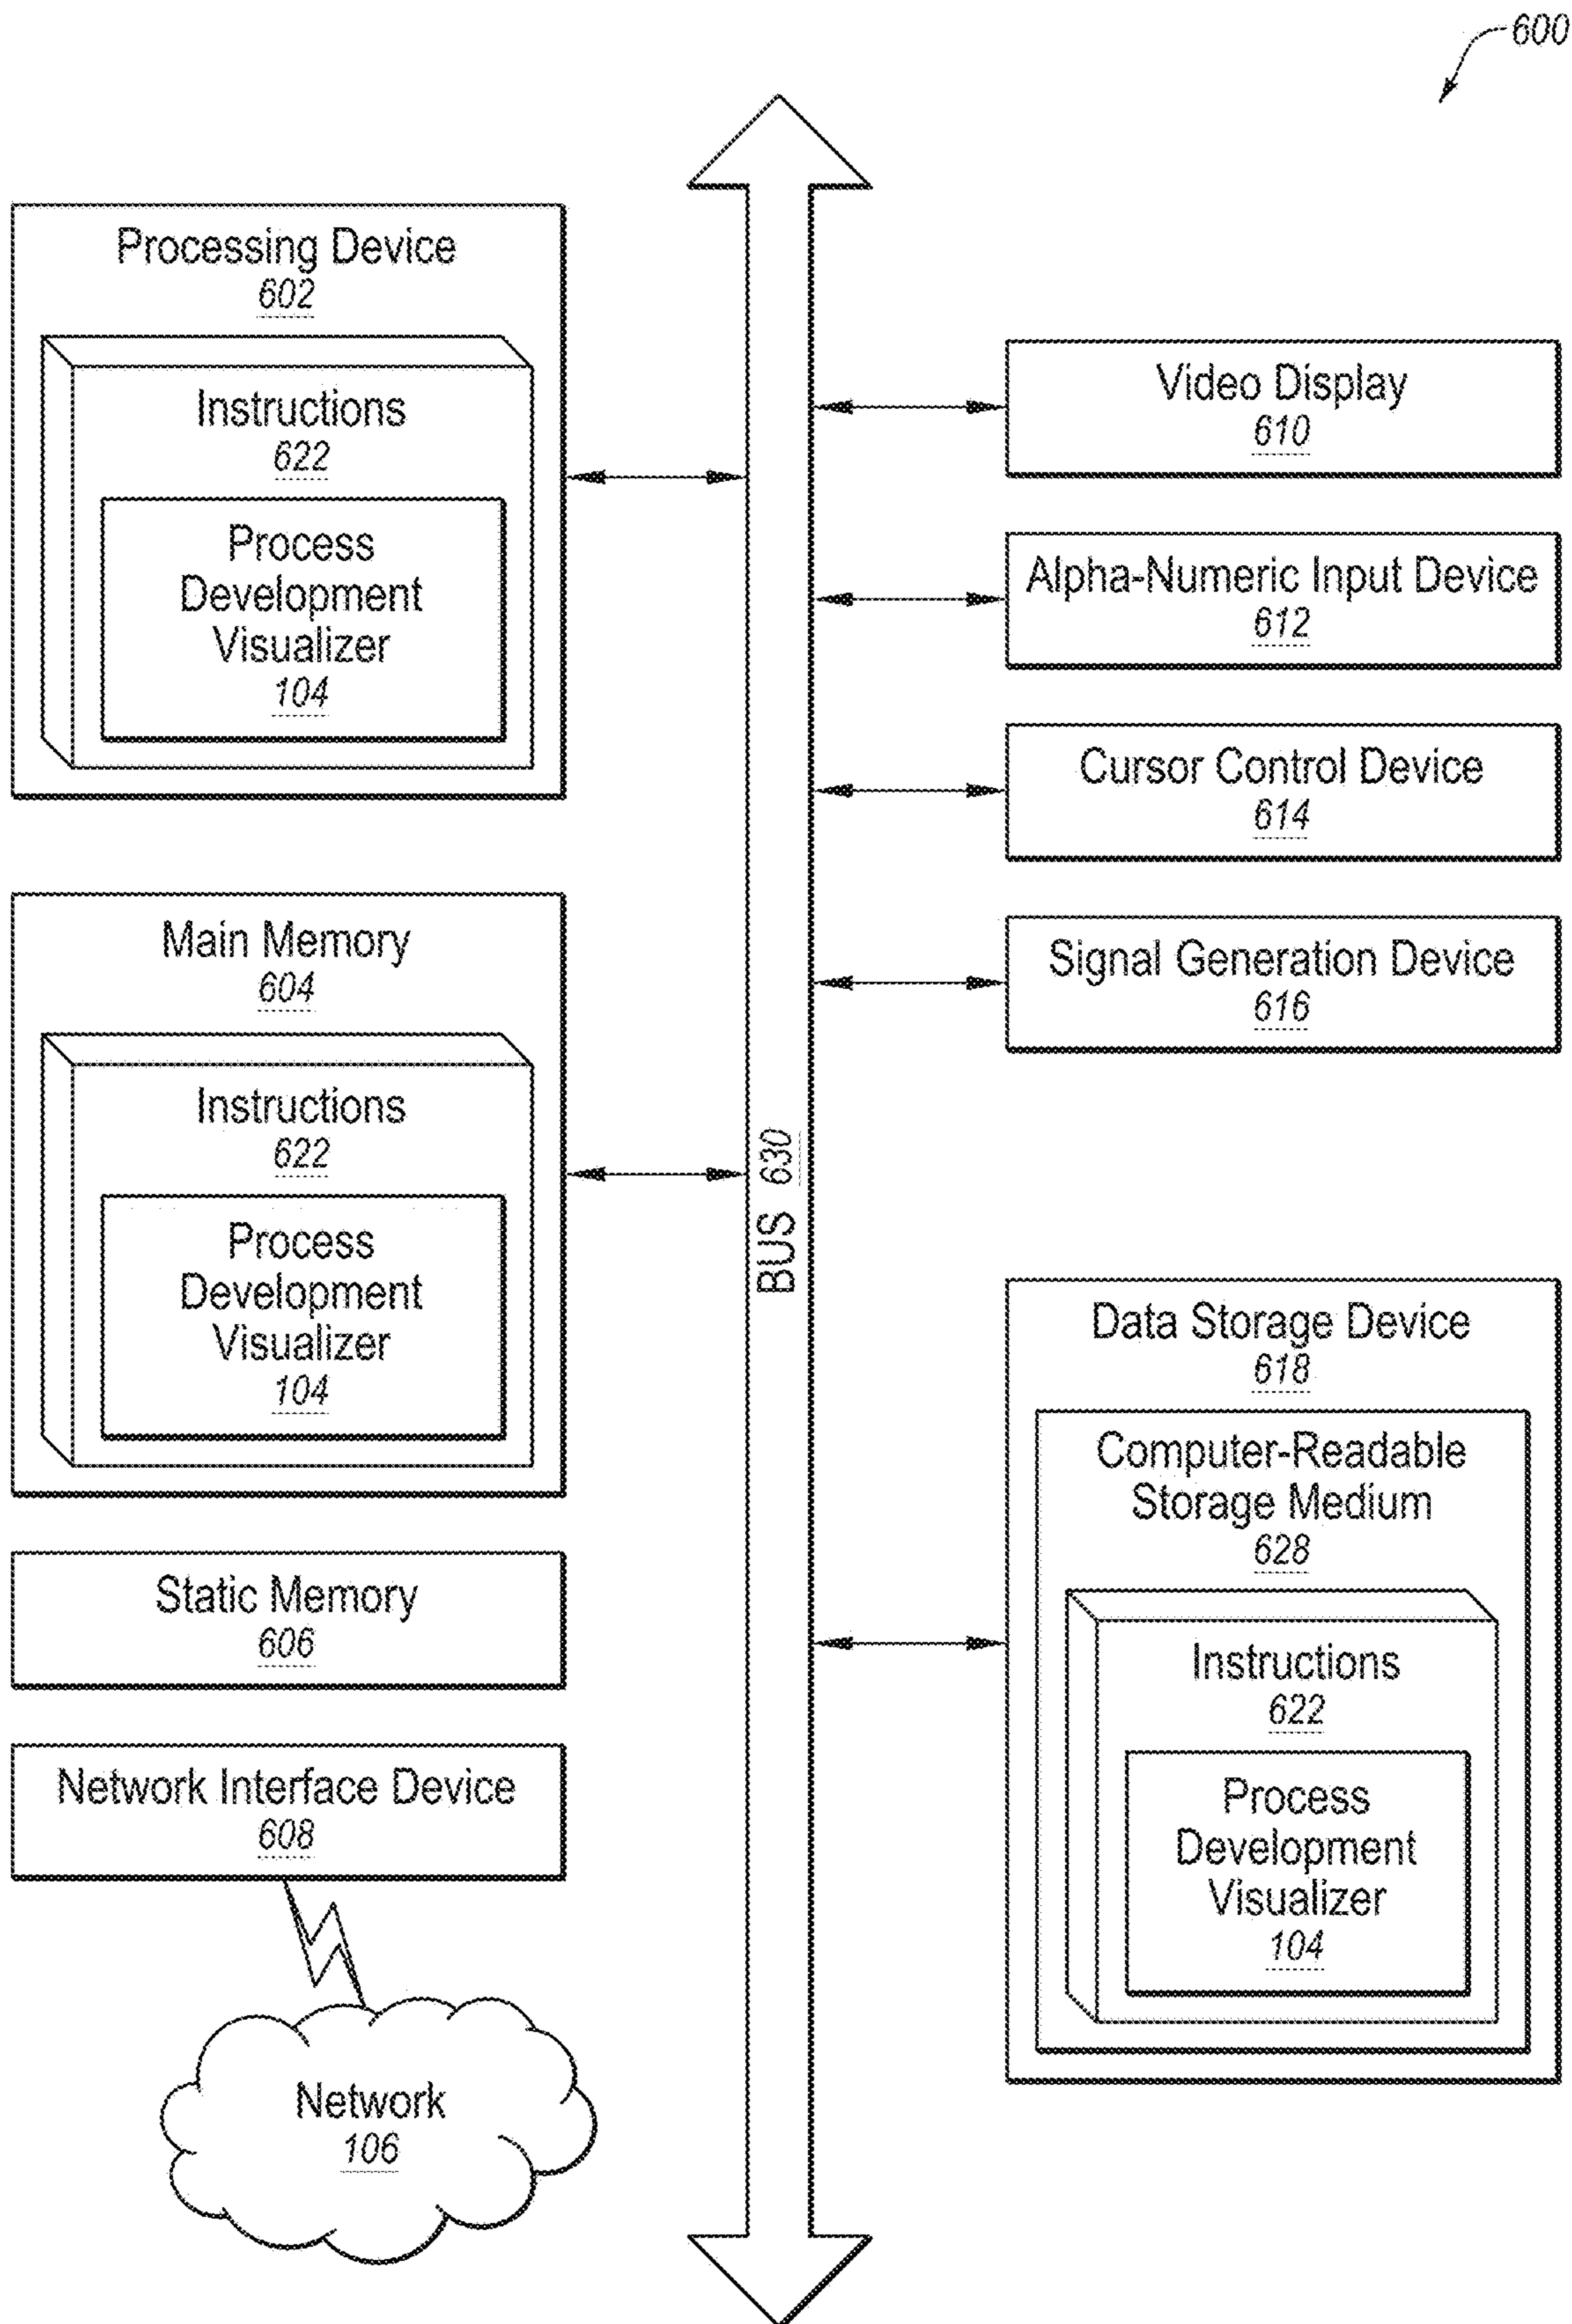 600
Processing Device
602
Instructions
622
Process
Development
Visualizer
104
Main Memory
604
Instructions
622
Process
Development
Visualizer
104
Static Memory
606
Network Interface Device
608
Network
106
BUS 630
Video Display
610
Alpha-Numeric Input Device
612
Cursor Control Device
614
Signal Generation Device
616
Data Storage Device
618
Computer-Readable
Storage Medium
628
Instructions
622
Process
Development
Visualizer
104